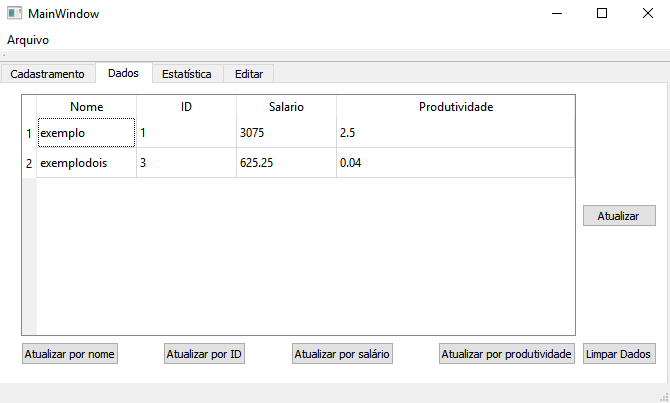 MainWindow
Arquivo
Cadastramento Dados Estatística Editar
Nome ID Salario Produtividade
1 exemplo 1 3075 2.5
2 exemplodois 3 625.25 0.04
Atualizar
Atualizar por nome Atualizar por ID Atualizar por salário Atualizar por produtividade Limpar Dados